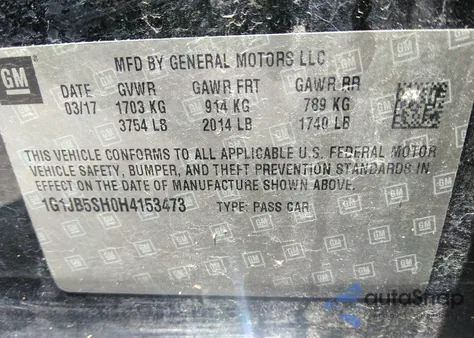 GM
MFD BY GENERAL MOTORS LLC
DATE GVWR GAWR FRT GAWR RR
03/17 1703 KG 914 KG 789 KG
3754 LB 2014 LB 1740 LB
THIS VEHICLE CONFORMS TO ALL APPLICABLE U.S. FEDERAL MOTOR
VEHICLE SAFETY, BUMPER, AND THEFT PREVENTION STANDARDS IN
EFFECT ON THE DATE OF MANUFACTURE SHOWN ABOVE.
1G1JB5SH0H4153473 TYPE: PASS CAR
autoSnap